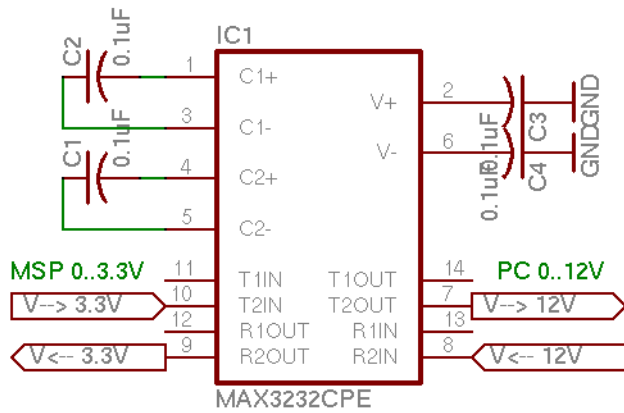 IC1
C2
0.1uF
1
C1+
3
C1-
C1
0.1uF
4
C2+
5
C2-
V+
2
0.1uF
C3
GND
V-
6
0.1uF
C4
GND
MSP 0..3.3V
11
T1IN
T1OUT
14
PC 0..12V
V--> 3.3V
10
T2IN
T2OUT
7
V--> 12V
12
R1OUT
R1IN
13
V<-- 3.3V
9
R2OUT
R2IN
8
V<-- 12V
MAX3232CPE